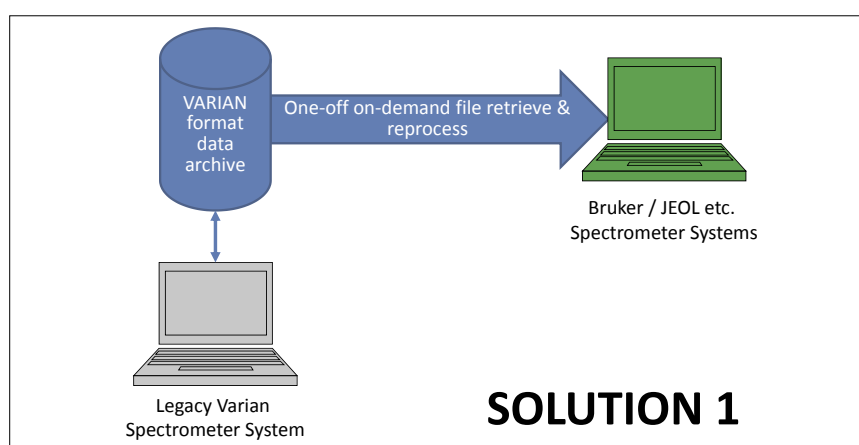 VARIAN
format
data
archive
One-off on-demand file retrieve &
reprocess
Bruker / JEOL etc.
Spectrometer Systems
Legacy Varian
Spectrometer System
SOLUTION 1